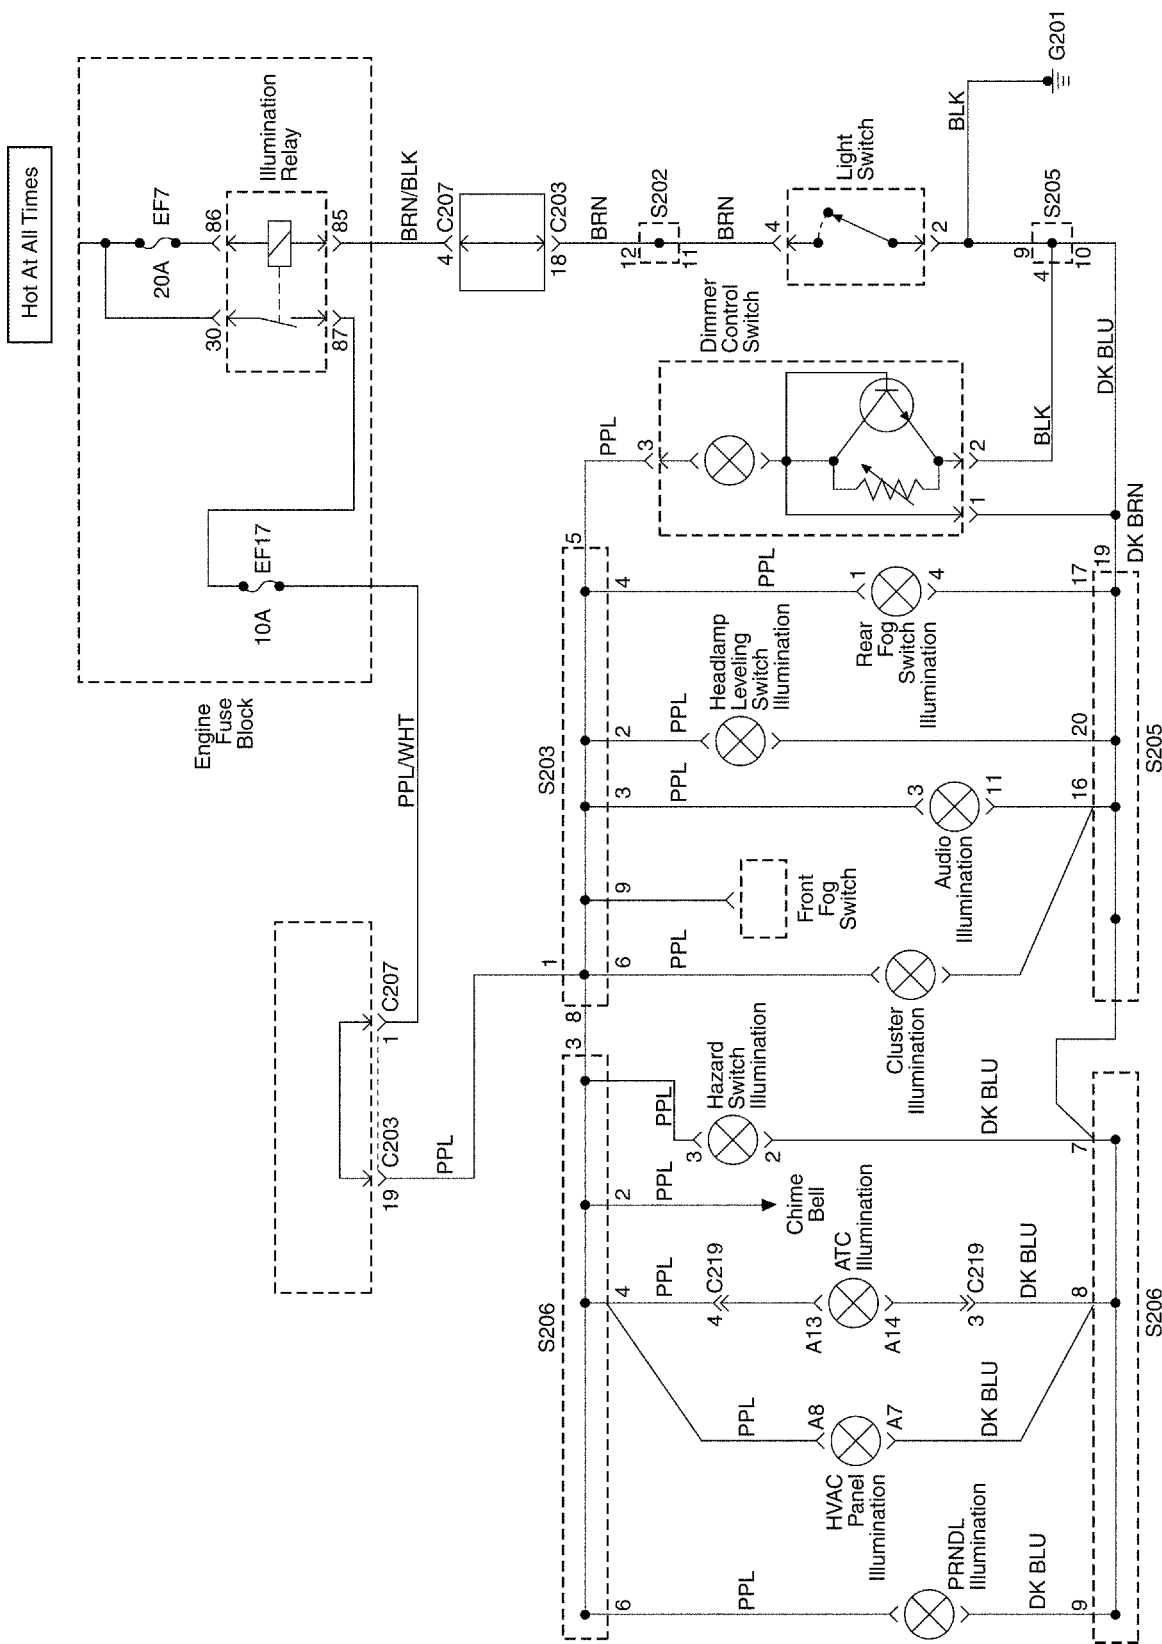 Hot At All Times
EF7
20A
86
30
Illumination
Relay
85
87
EF17
10A
Engine
Fuse
Block
BRN/BLK
4
C207
18
C203
BRN
12
S202
11
BRN
4
Light
Switch
2
BLK
G201
9
S205
4
10
DK BLU
BLK
Dimmer
Control
Switch
PPL
3
2
1
DK BRN
19
PPL/WHT
C207
1
C203
19
PPL
S203
5
1
8
4
PPL
1
Rear
Fog
Switch
Illumination
4
17
2
PPL
Headlamp
Leveling
Switch
Illumination
20
3
PPL
3
Audio
Illumination
11
16
9
Front
Fog
Switch
6
PPL
Cluster
Illumination
S205
S206
3
PPL
3
Hazard
Switch
Illumination
2
DK BLU
7
2
PPL
Chime
Bell
4
PPL
4
C219
A13
ATC
Illumination
A14
3
C219
DK BLU
8
PPL
A8
HVAC
Panel
Illumination
A7
DK BLU
6
PPL
PRNDL
Illumination
DK BLU
9
S206